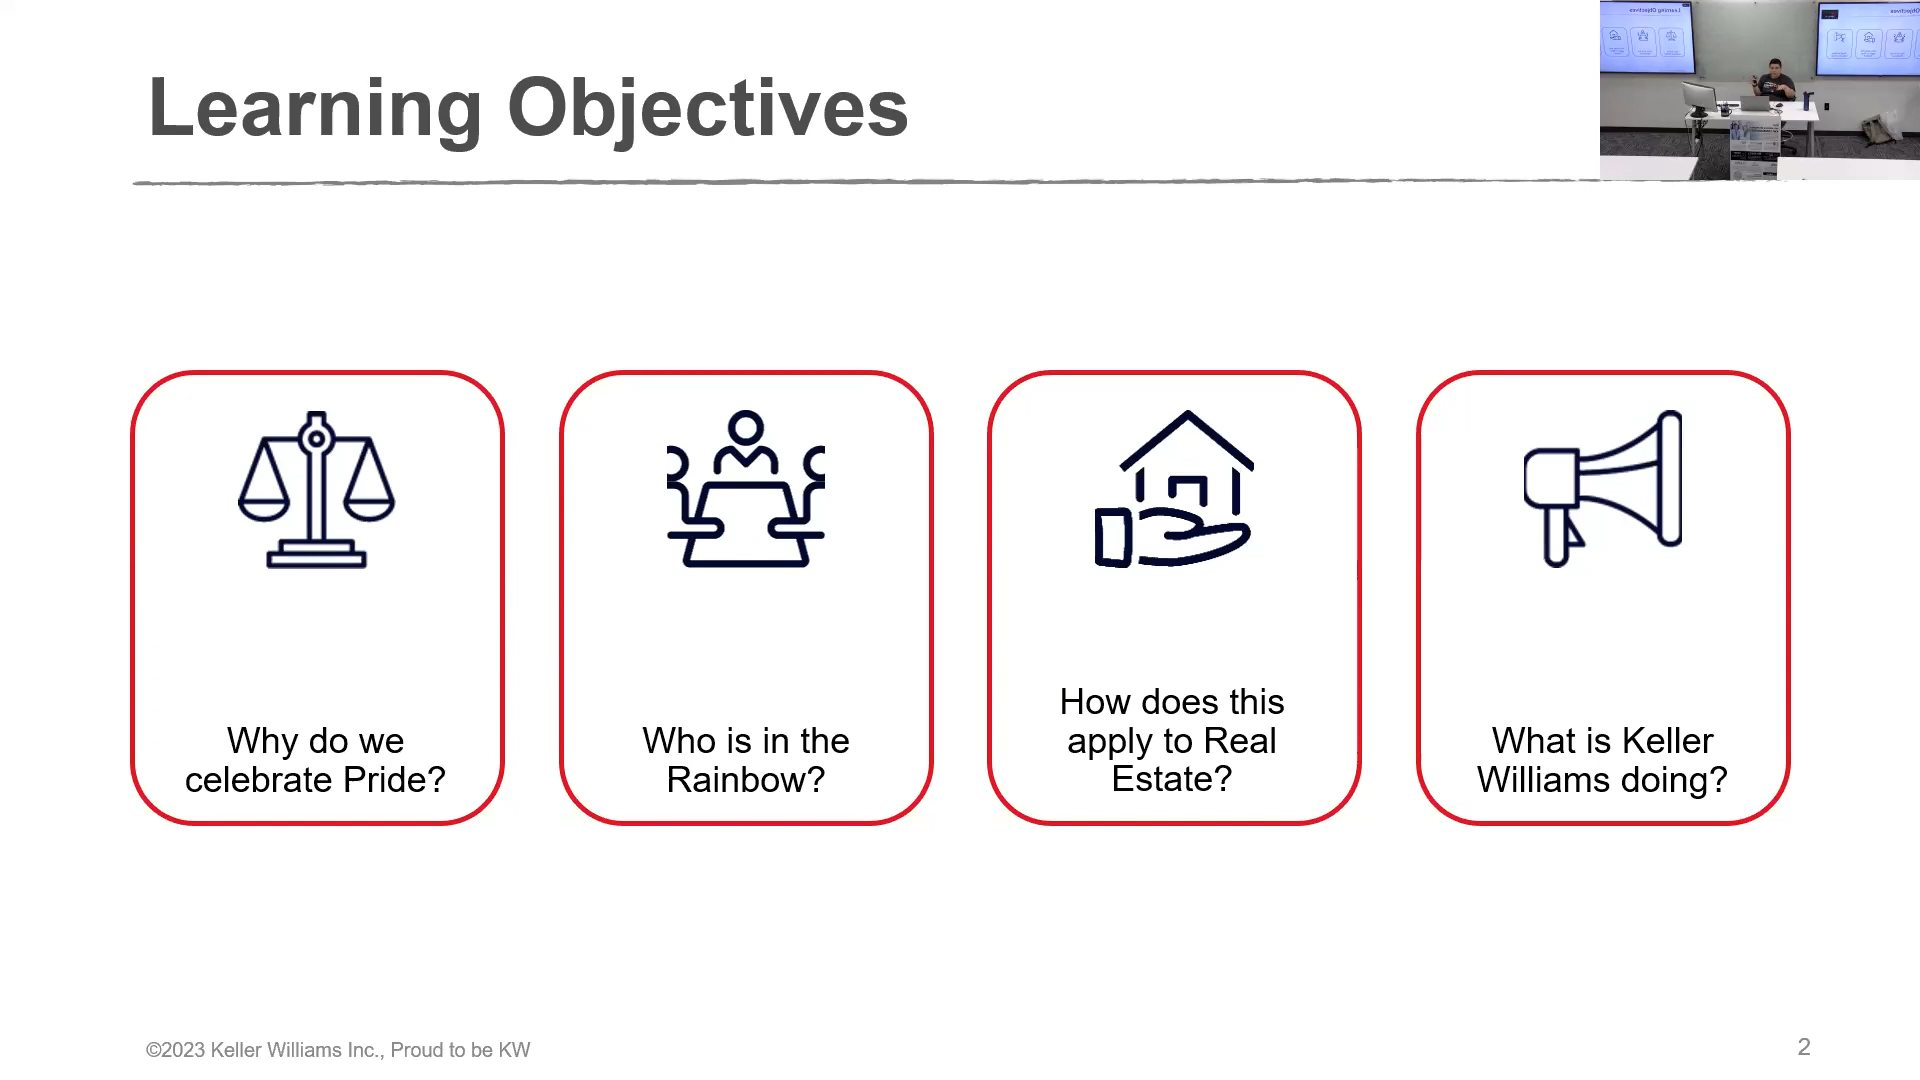 Learning Objectives
Why do we
celebrate Pride?
Who is in the
Rainbow?
How does this
apply to Real
Estate?
What is Keller
Williams doing?
©2023 Keller Williams Inc., Proud to be KW
2